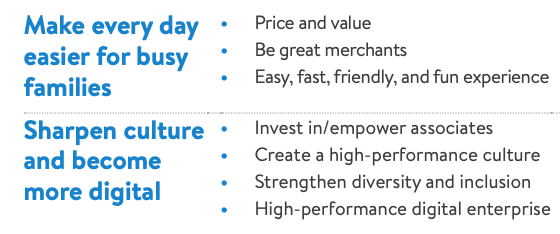 Make every day
easier for busy
families
• Price and value
• Be great merchants
• Easy, fast, friendly, and fun experience
Sharpen culture
and become
more digital
• Invest in/empower associates
• Create a high-performance culture
• Strengthen diversity and inclusion
• High-performance digital enterprise